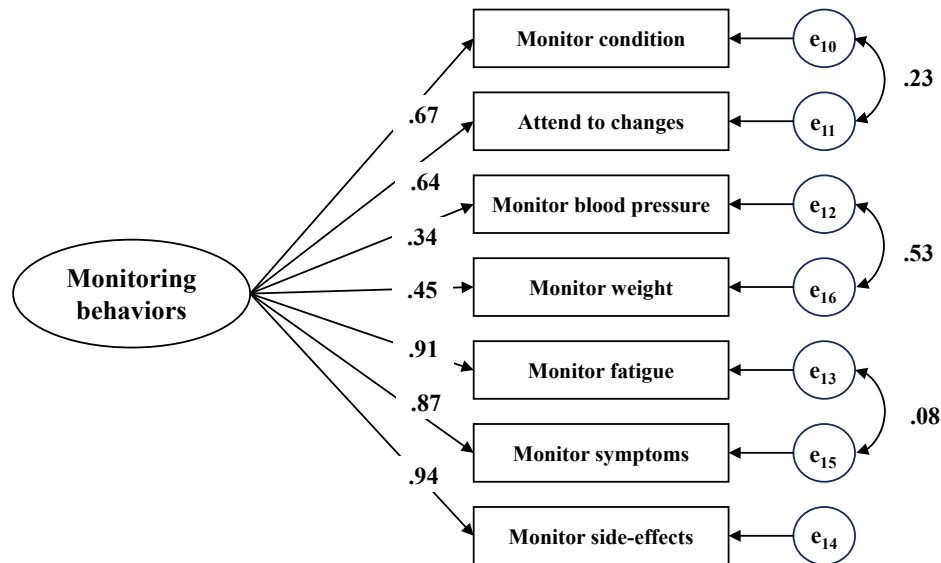 Monitoring
behaviors
.67
.64
.34
.45
.91
.87
.94
Monitor condition
Attend to changes
Monitor blood pressure
Monitor weight
Monitor fatigue
Monitor symptoms
Monitor side-effects
e10
e11
e12
e16
e13
e15
e14
.23
.53
.08